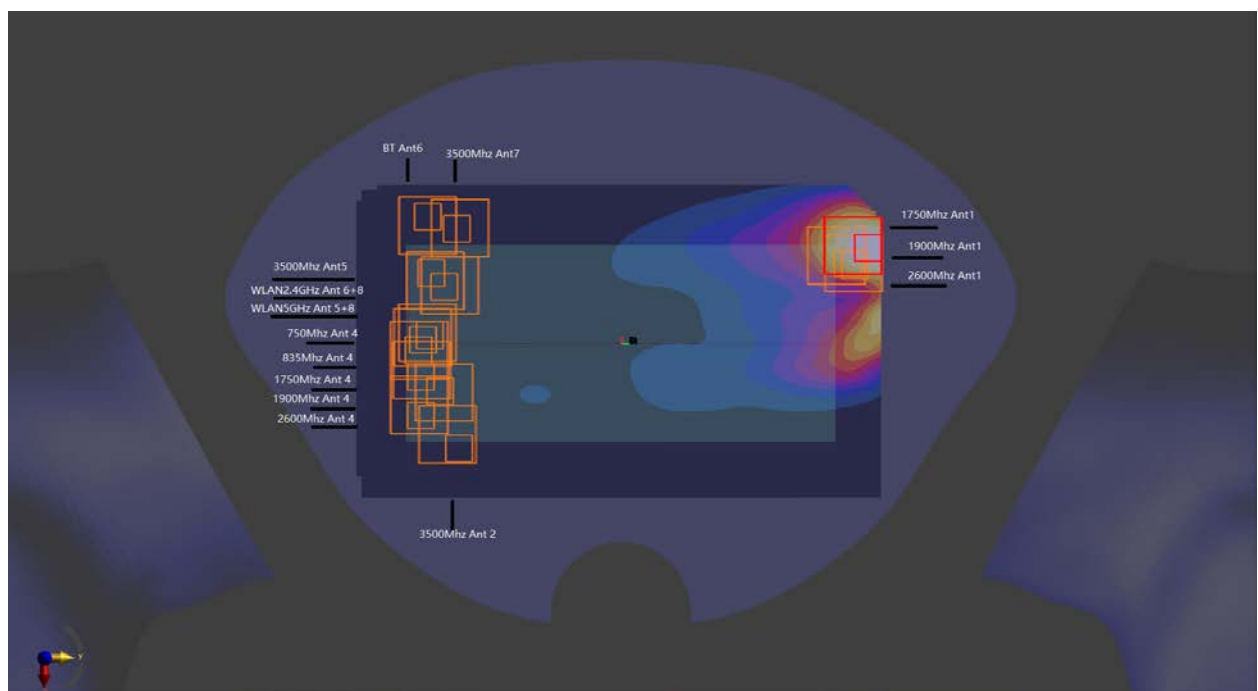 BT Ant6
3500Mhz Ant7
1750Mhz Ant1
1900Mhz Ant1
2600Mhz Ant1
3500Mhz Ant5
WLAN2.4GHz Ant 6+8
WLAN5GHz Ant 5+8
750Mhz Ant 4
835Mhz Ant 4
1750Mhz Ant 4
1900Mhz Ant 4
2600Mhz Ant 4
3500Mhz Ant 2
y